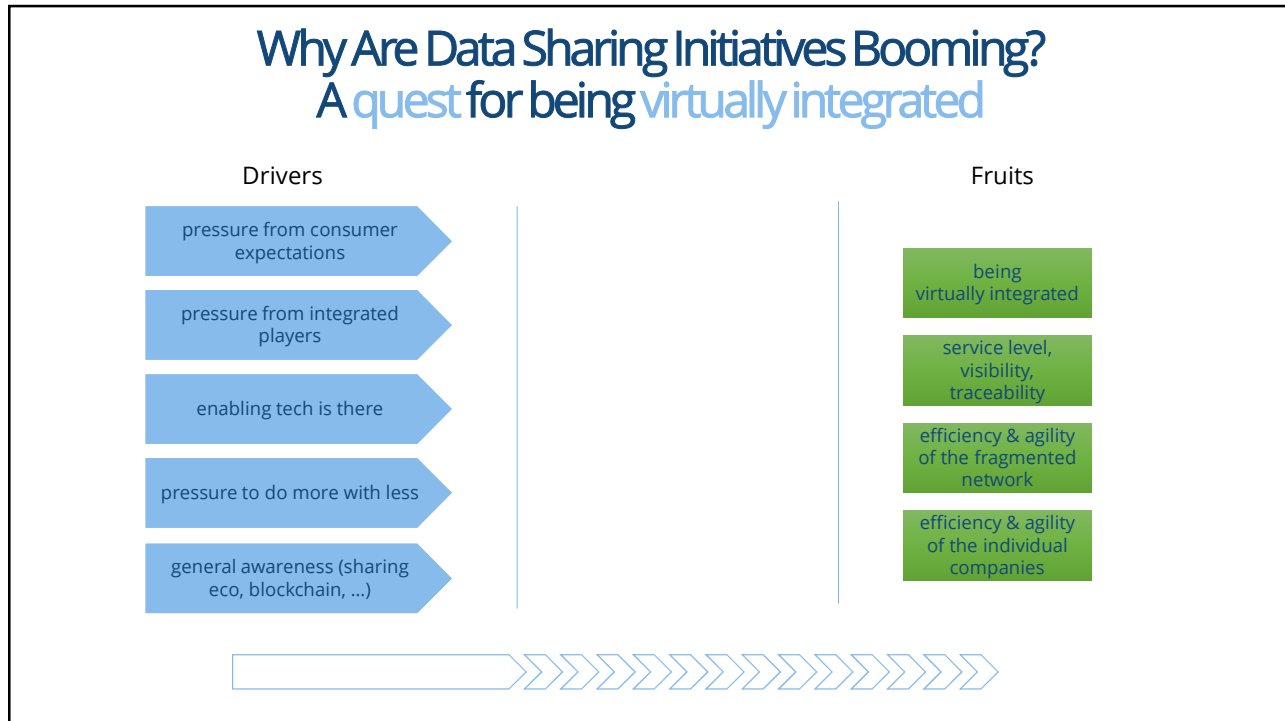 Why Are Data Sharing Initiatives Booming?
A quest for being virtually integrated
Drivers
pressure from consumer
expectations
pressure from integrated
players
enabling tech is there
pressure to do more with less
general awareness (sharing
eco, blockchain, ...)
Fruits
being
virtually integrated
service level,
visibility,
traceability
efficiency & agility
of the fragmented
network
efficiency & agility
of the individual
companies